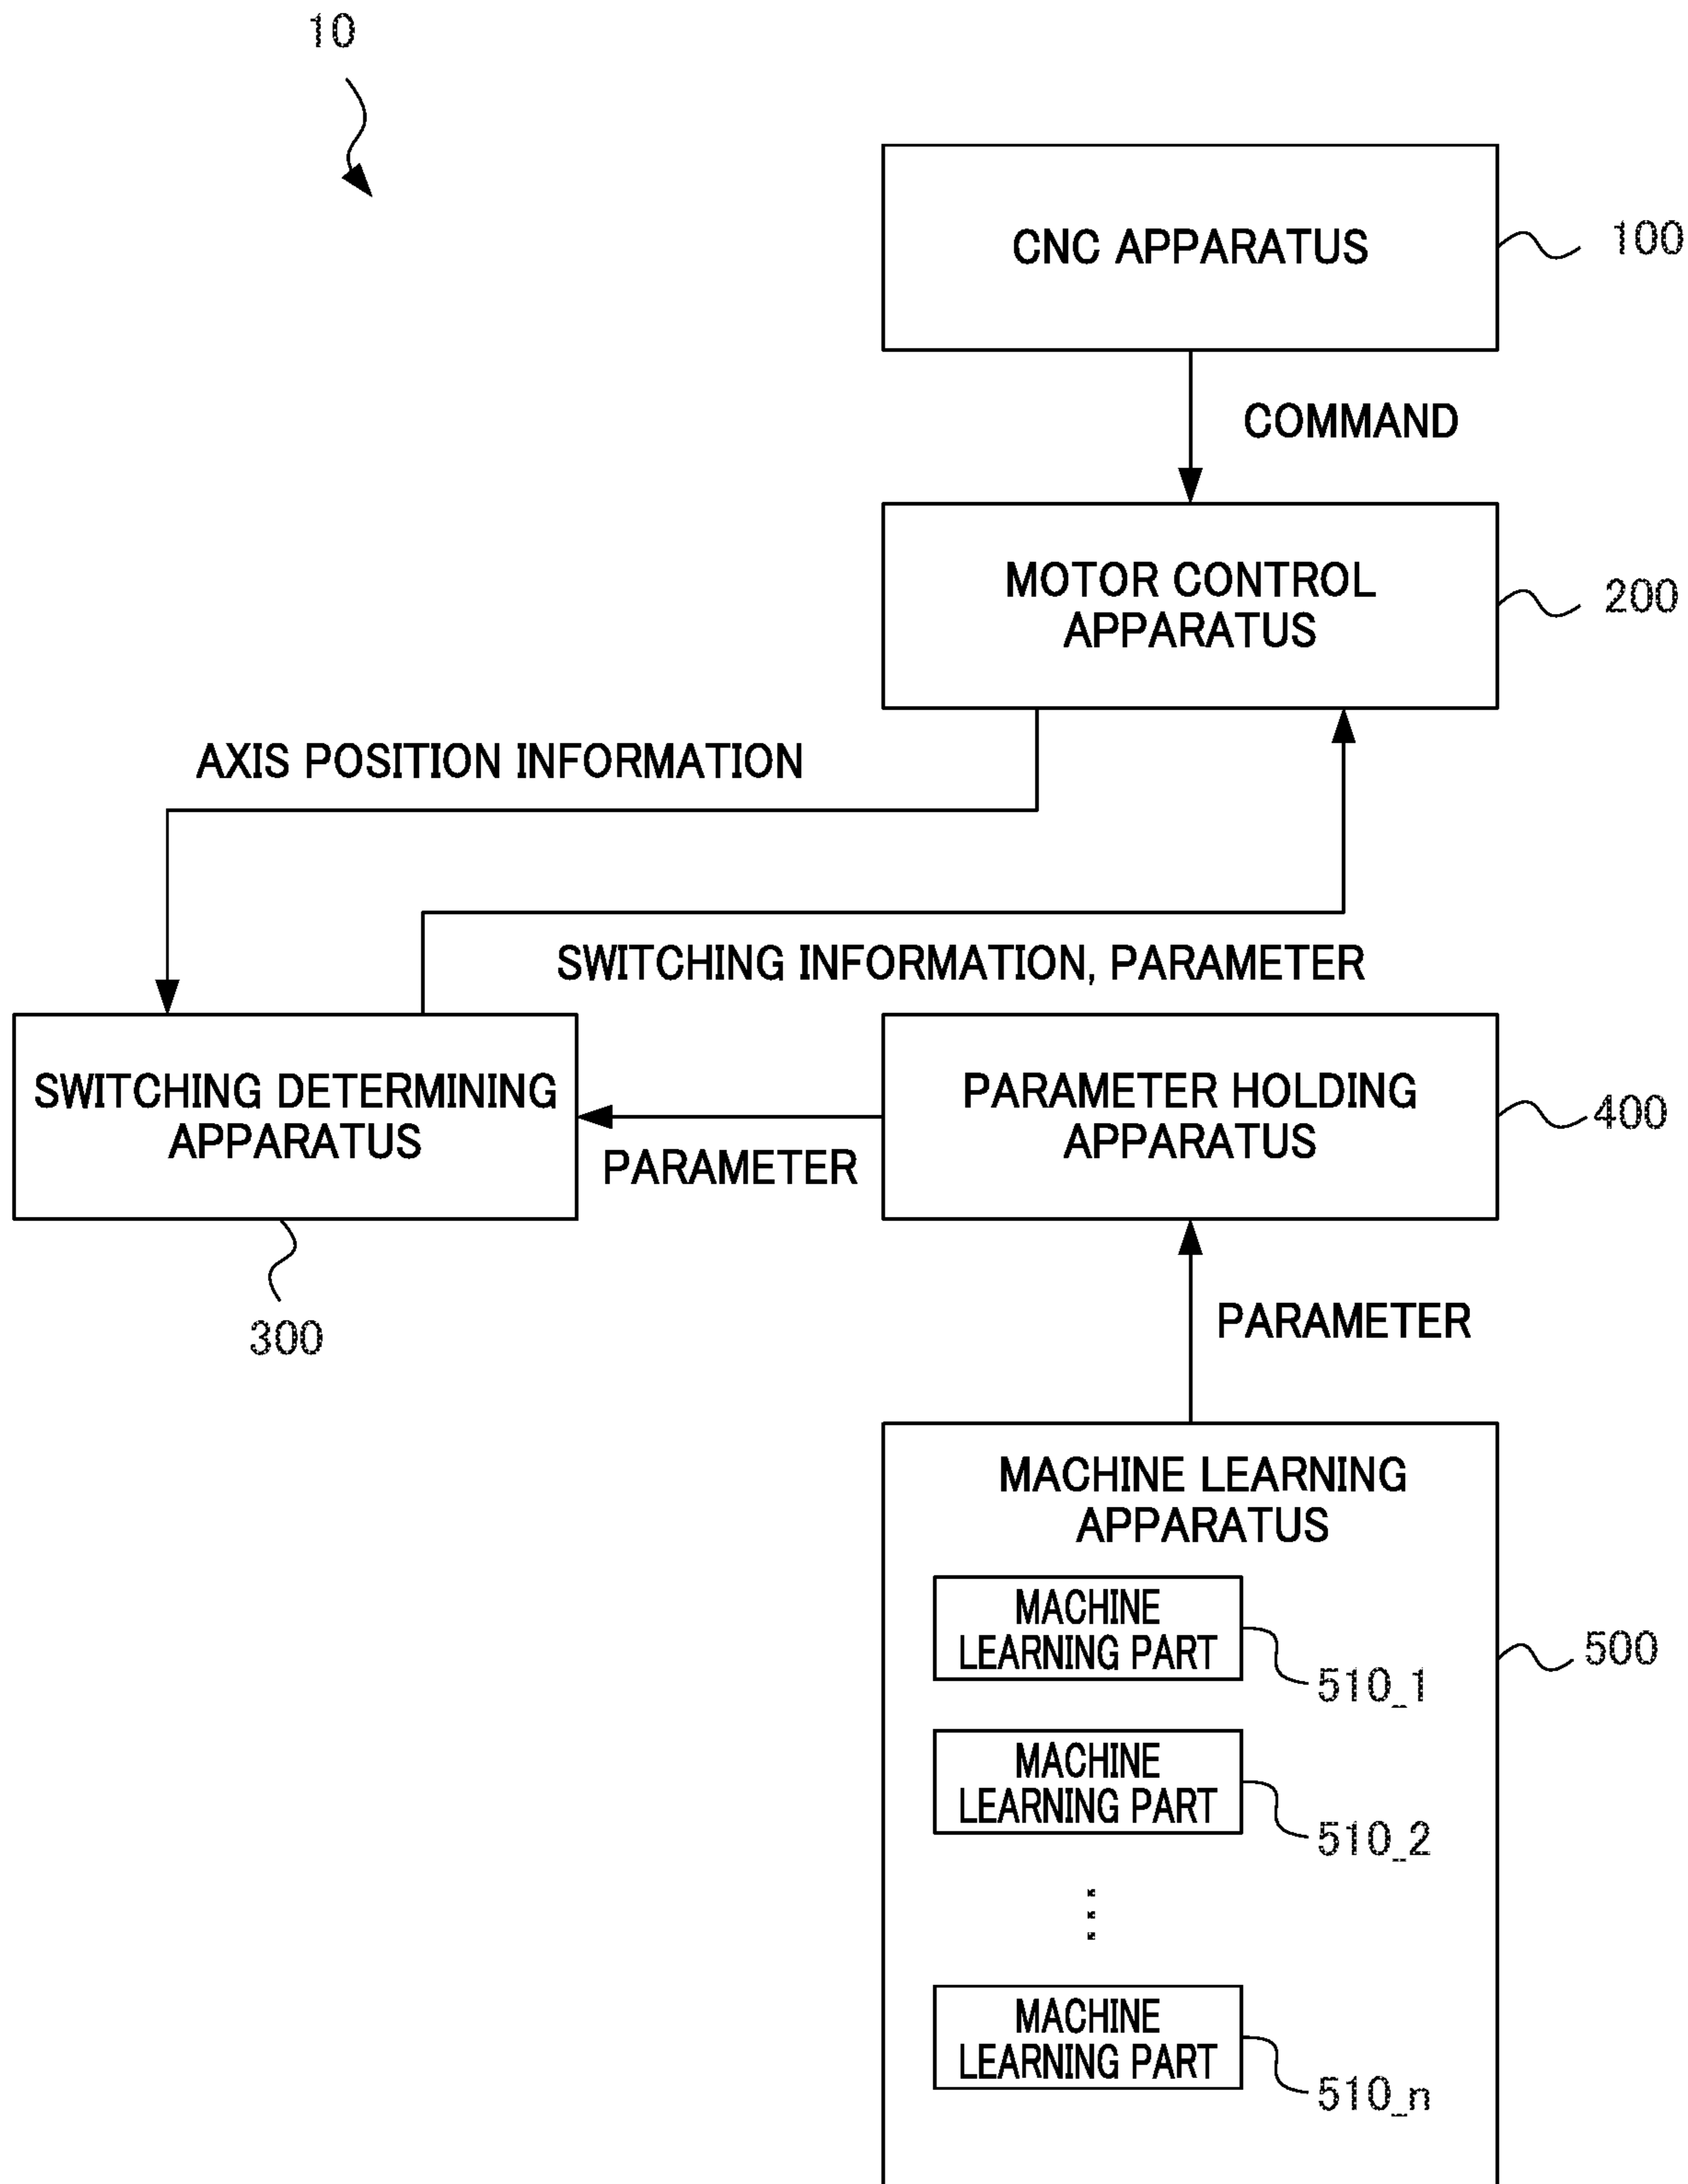 10
CNC APPARATUS
100
COMMAND
MOTOR CONTROL
APPARATUS
200
AXIS POSITION INFORMATION
SWITCHING INFORMATION, PARAMETER
SWITCHING DETERMINING
APPARATUS
300
PARAMETER
PARAMETER HOLDING
APPARATUS
400
PARAMETER
MACHINE LEARNING
APPARATUS
500
MACHINE
LEARNING PART
510_1
MACHINE
LEARNING PART
510_2
⋮
MACHINE
LEARNING PART
510_n